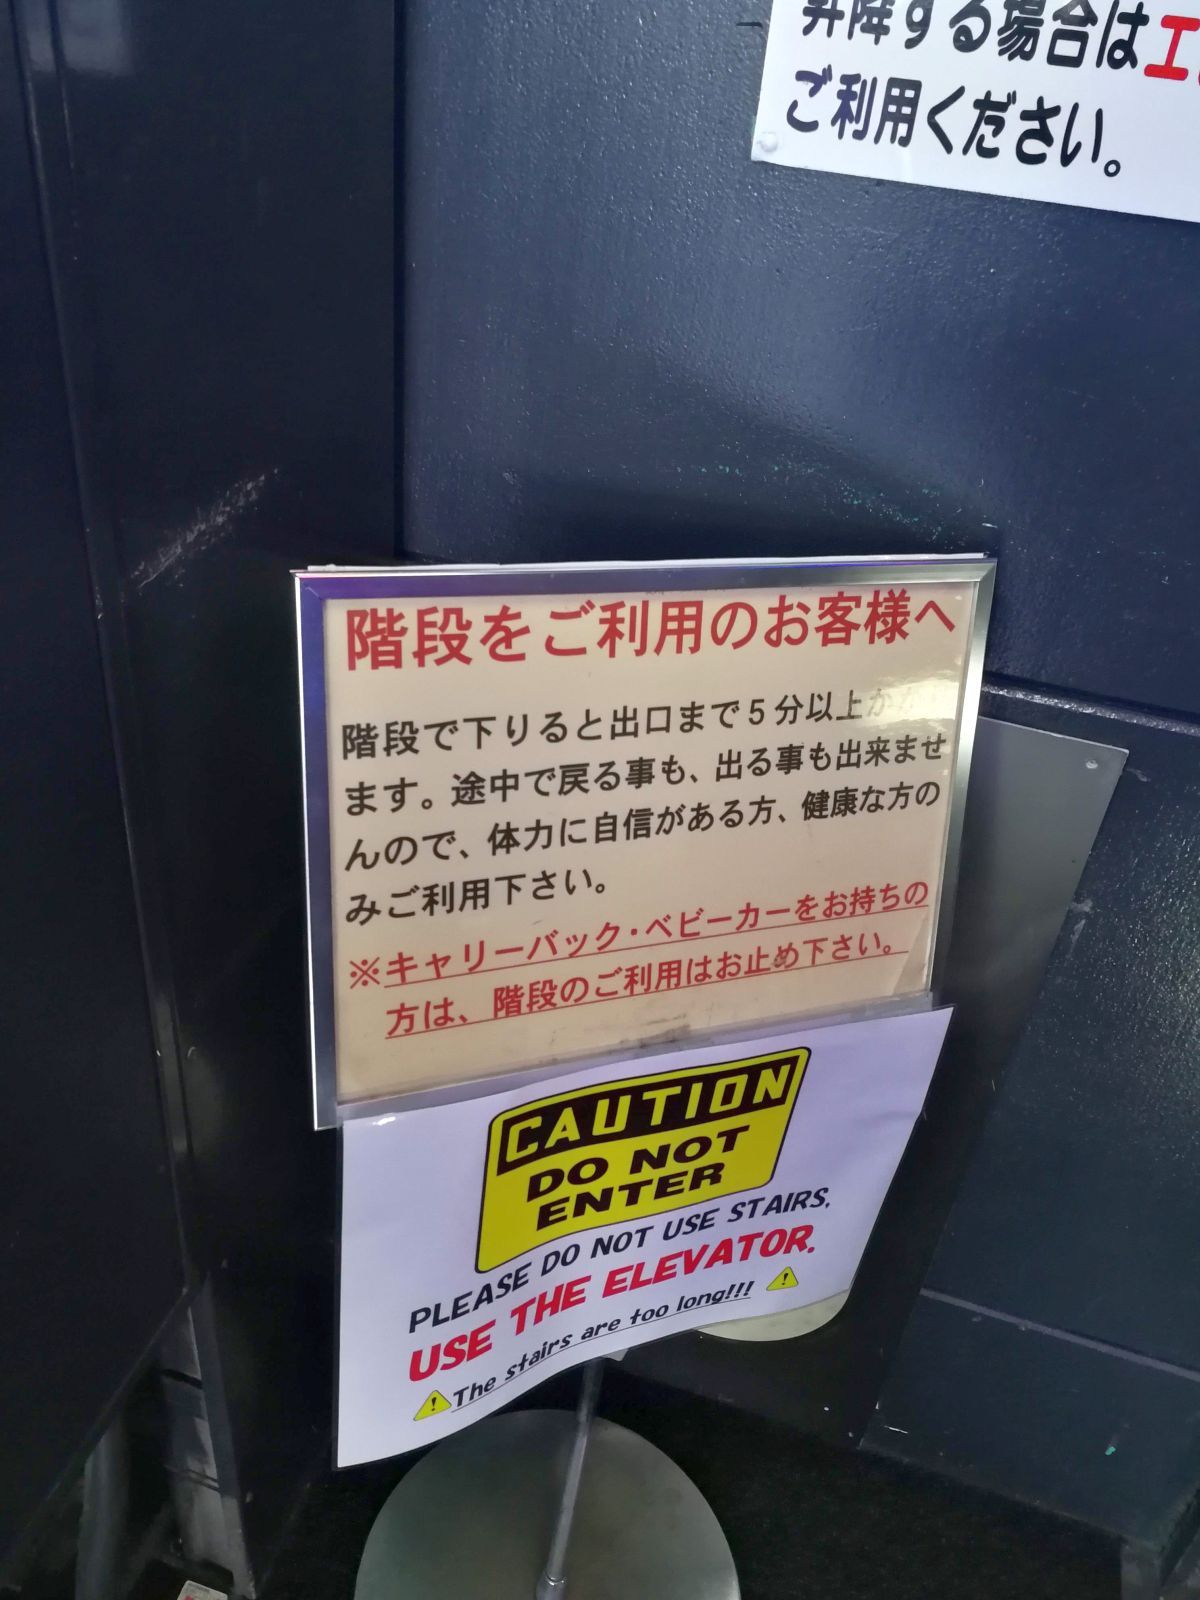 昇降する場合はエ
ご利用ください。
階段をご利用のお客様へ
階段で下りると出口まで5分以上かか
ます。途中で戻る事も、出る事も出来ませ
んので、体力に自信がある方、健康な方の
みご利用下さい。
※キャリーバック・ベビーカーをお持ちの
方は、階段のご利用はお止め下さい。
CAUTION
DO NOT
ENTER
PLEASE DO NOT USE STAIRS.
USE THE ELEVATOR.
The stairs are too long!!!